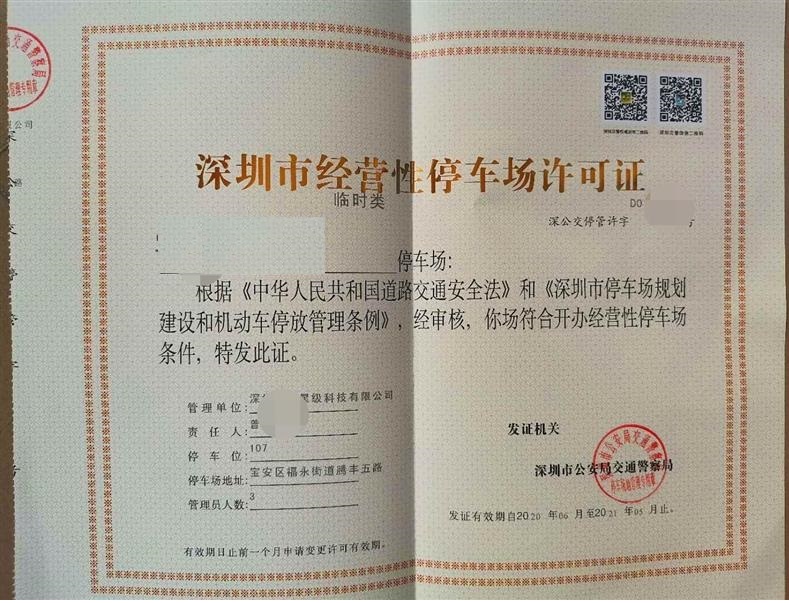 深圳市经营性停车场许可证
临时类
DO
深公交停管许字
停车场:
根据《中华人民共和国道路交通安全法》和《深圳市停车场规划
建设和机动车停放管理条例》，经审核，你场符合开办经营性停车场
条件，特发此证。
管理单位: 深 星级科技有限公司
责任人: 曾
停车位: 107
停车场地址: 宝安区福永街道腾丰五路
管理员人数: 3
有效期日止前一个月申请变更许可有效期。
发证机关
深圳市公安局交通警察局
发证有效期自2020 年06 月至2021 年05 月止。